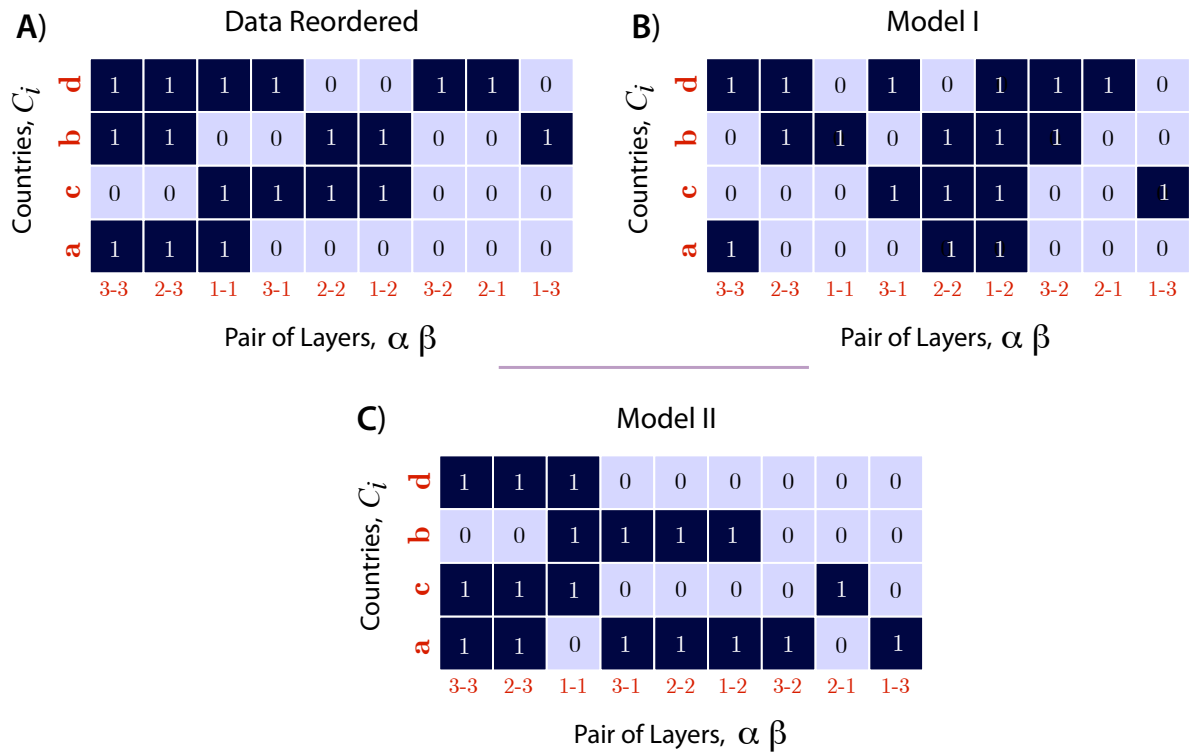 A) Data Reordered
Countries, Ci
d 1 1 1 1 0 0 1 1 0
b 1 1 0 0 1 1 0 0 1
c 0 0 1 1 1 1 0 0 0
a 1 1 1 0 0 0 0 0 0
3-3 2-3 1-1 3-1 2-2 1-2 3-2 2-1 1-3
Pair of Layers, α β
B) Model I
Countries, Ci
d 1 1 0 1 0 1 1 1 0
b 0 1 1 0 1 1 1 0 0
c 0 0 0 1 1 1 0 0 1
a 1 0 0 0 1 1 0 0 0
3-3 2-3 1-1 3-1 2-2 1-2 3-2 2-1 1-3
Pair of Layers, α β
C) Model II
Countries, Ci
d 1 1 1 0 0 0 0 0 0
b 0 0 1 1 1 1 0 0 0
c 1 1 1 0 0 0 0 1 0
a 1 1 0 1 1 1 1 0 1
3-3 2-3 1-1 3-1 2-2 1-2 3-2 2-1 1-3
Pair of Layers, α β